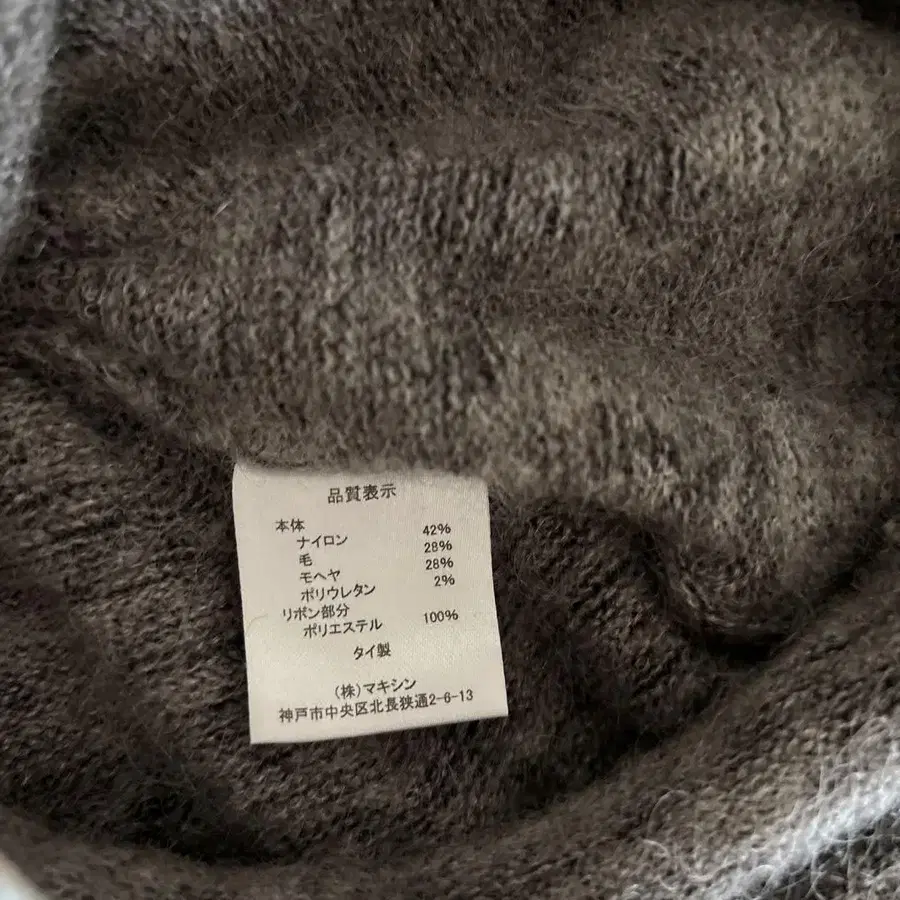 品質表示
本体
ナイロン 42%
毛 28%
モヘヤ 28%
ポリウレタン 2%
リボン部分
ポリエステル 100%
タイ製
(株)マキシン
神戸市中央区北長狭通2-6-13